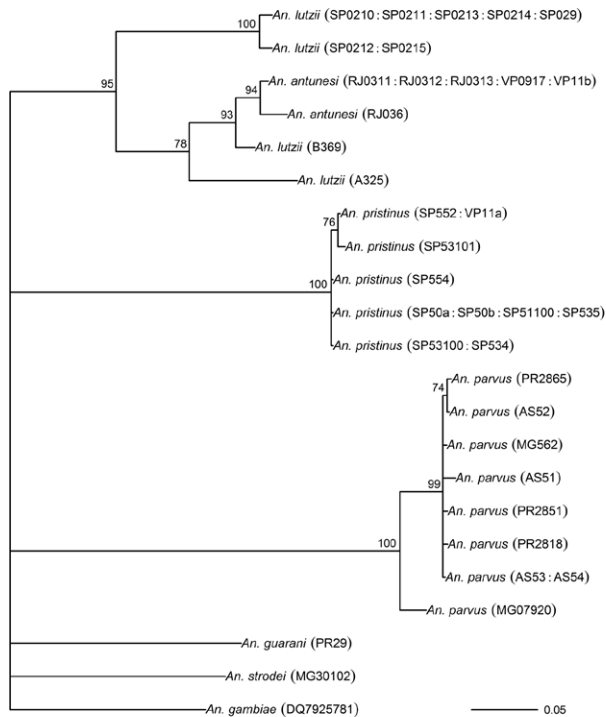 An. lutzii (SP0210 : SP0211 : SP0213 : SP0214 : SP029)
100
An. lutzii (SP0212 : SP0215)
95
An. antunesi (RJ0311 : RJ0312 : RJ0313 : VP0917 : VP11b)
94
An. antunesi (RJ036)
93
An. lutzii (B369)
78
An. lutzii (A325)
An. pristinus (SP552 : VP11a)
76
An. pristinus (SP53101)
An. pristinus (SP554)
100
An. pristinus (SP50a : SP50b : SP51100 : SP535)
An. pristinus (SP53100 : SP534)
An. parvus (PR2865)
74
An. parvus (AS52)
An. parvus (MG562)
An. parvus (AS51)
99
An. parvus (PR2851)
An. parvus (PR2818)
100
An. parvus (AS53 : AS54)
An. parvus (MG07920)
An. guarani (PR29)
An. strodei (MG30102)
An. gambiae (DQ7925781)
0.05